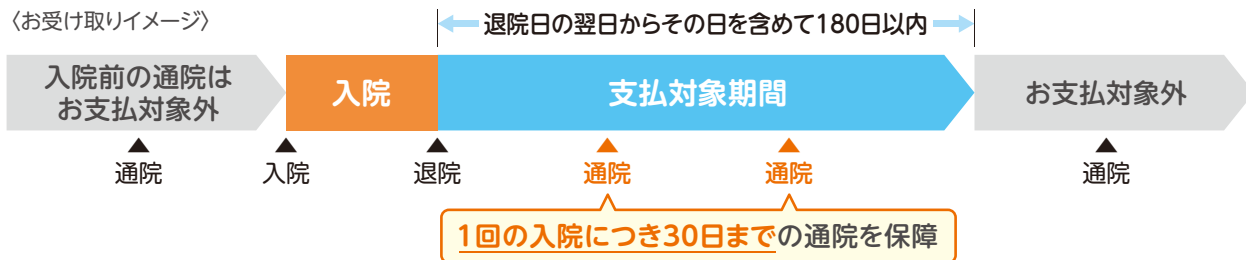 〈お受け取りイメージ〉
退院日の翌日からその日を含めて180日以内
入院前の通院は
お支払対象外
入院
支払対象期間
お支払対象外
通院
入院
退院
通院
通院
通院
1回の入院につき30日までの通院を保障